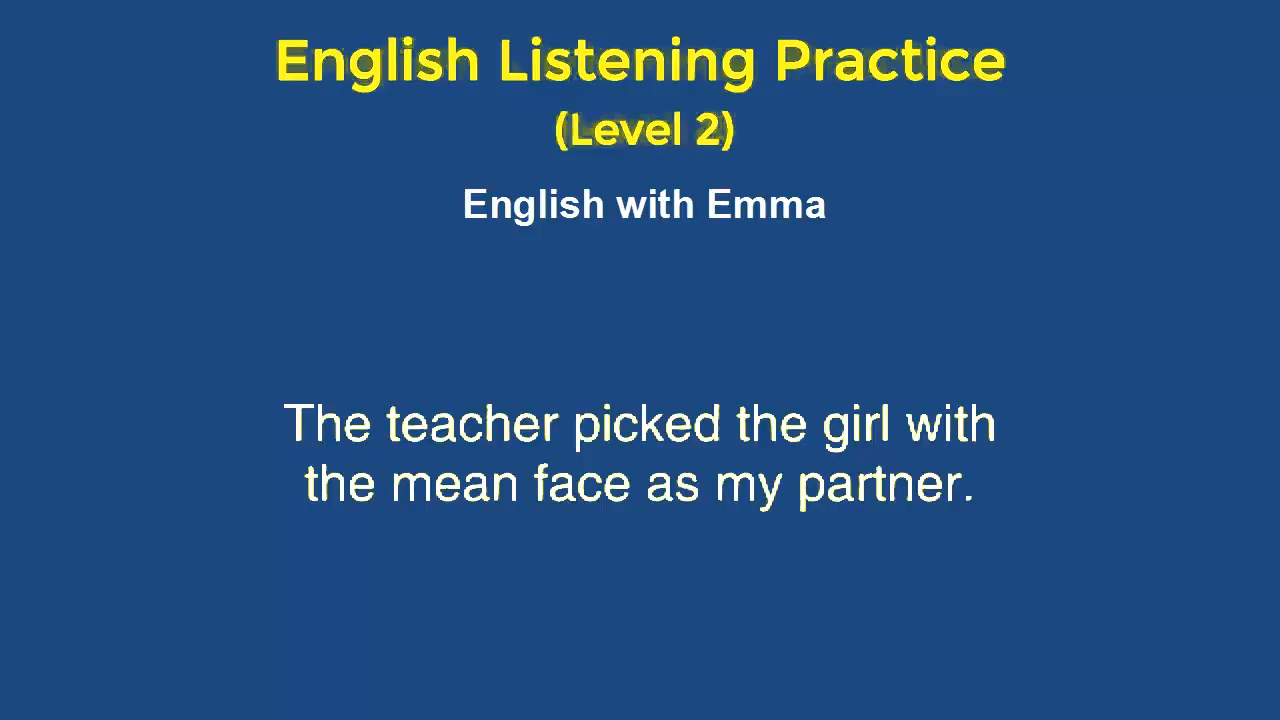 English Listening Practice
(Level 2)
English with Emma
The teacher picked the girl with
the mean face as my partner.